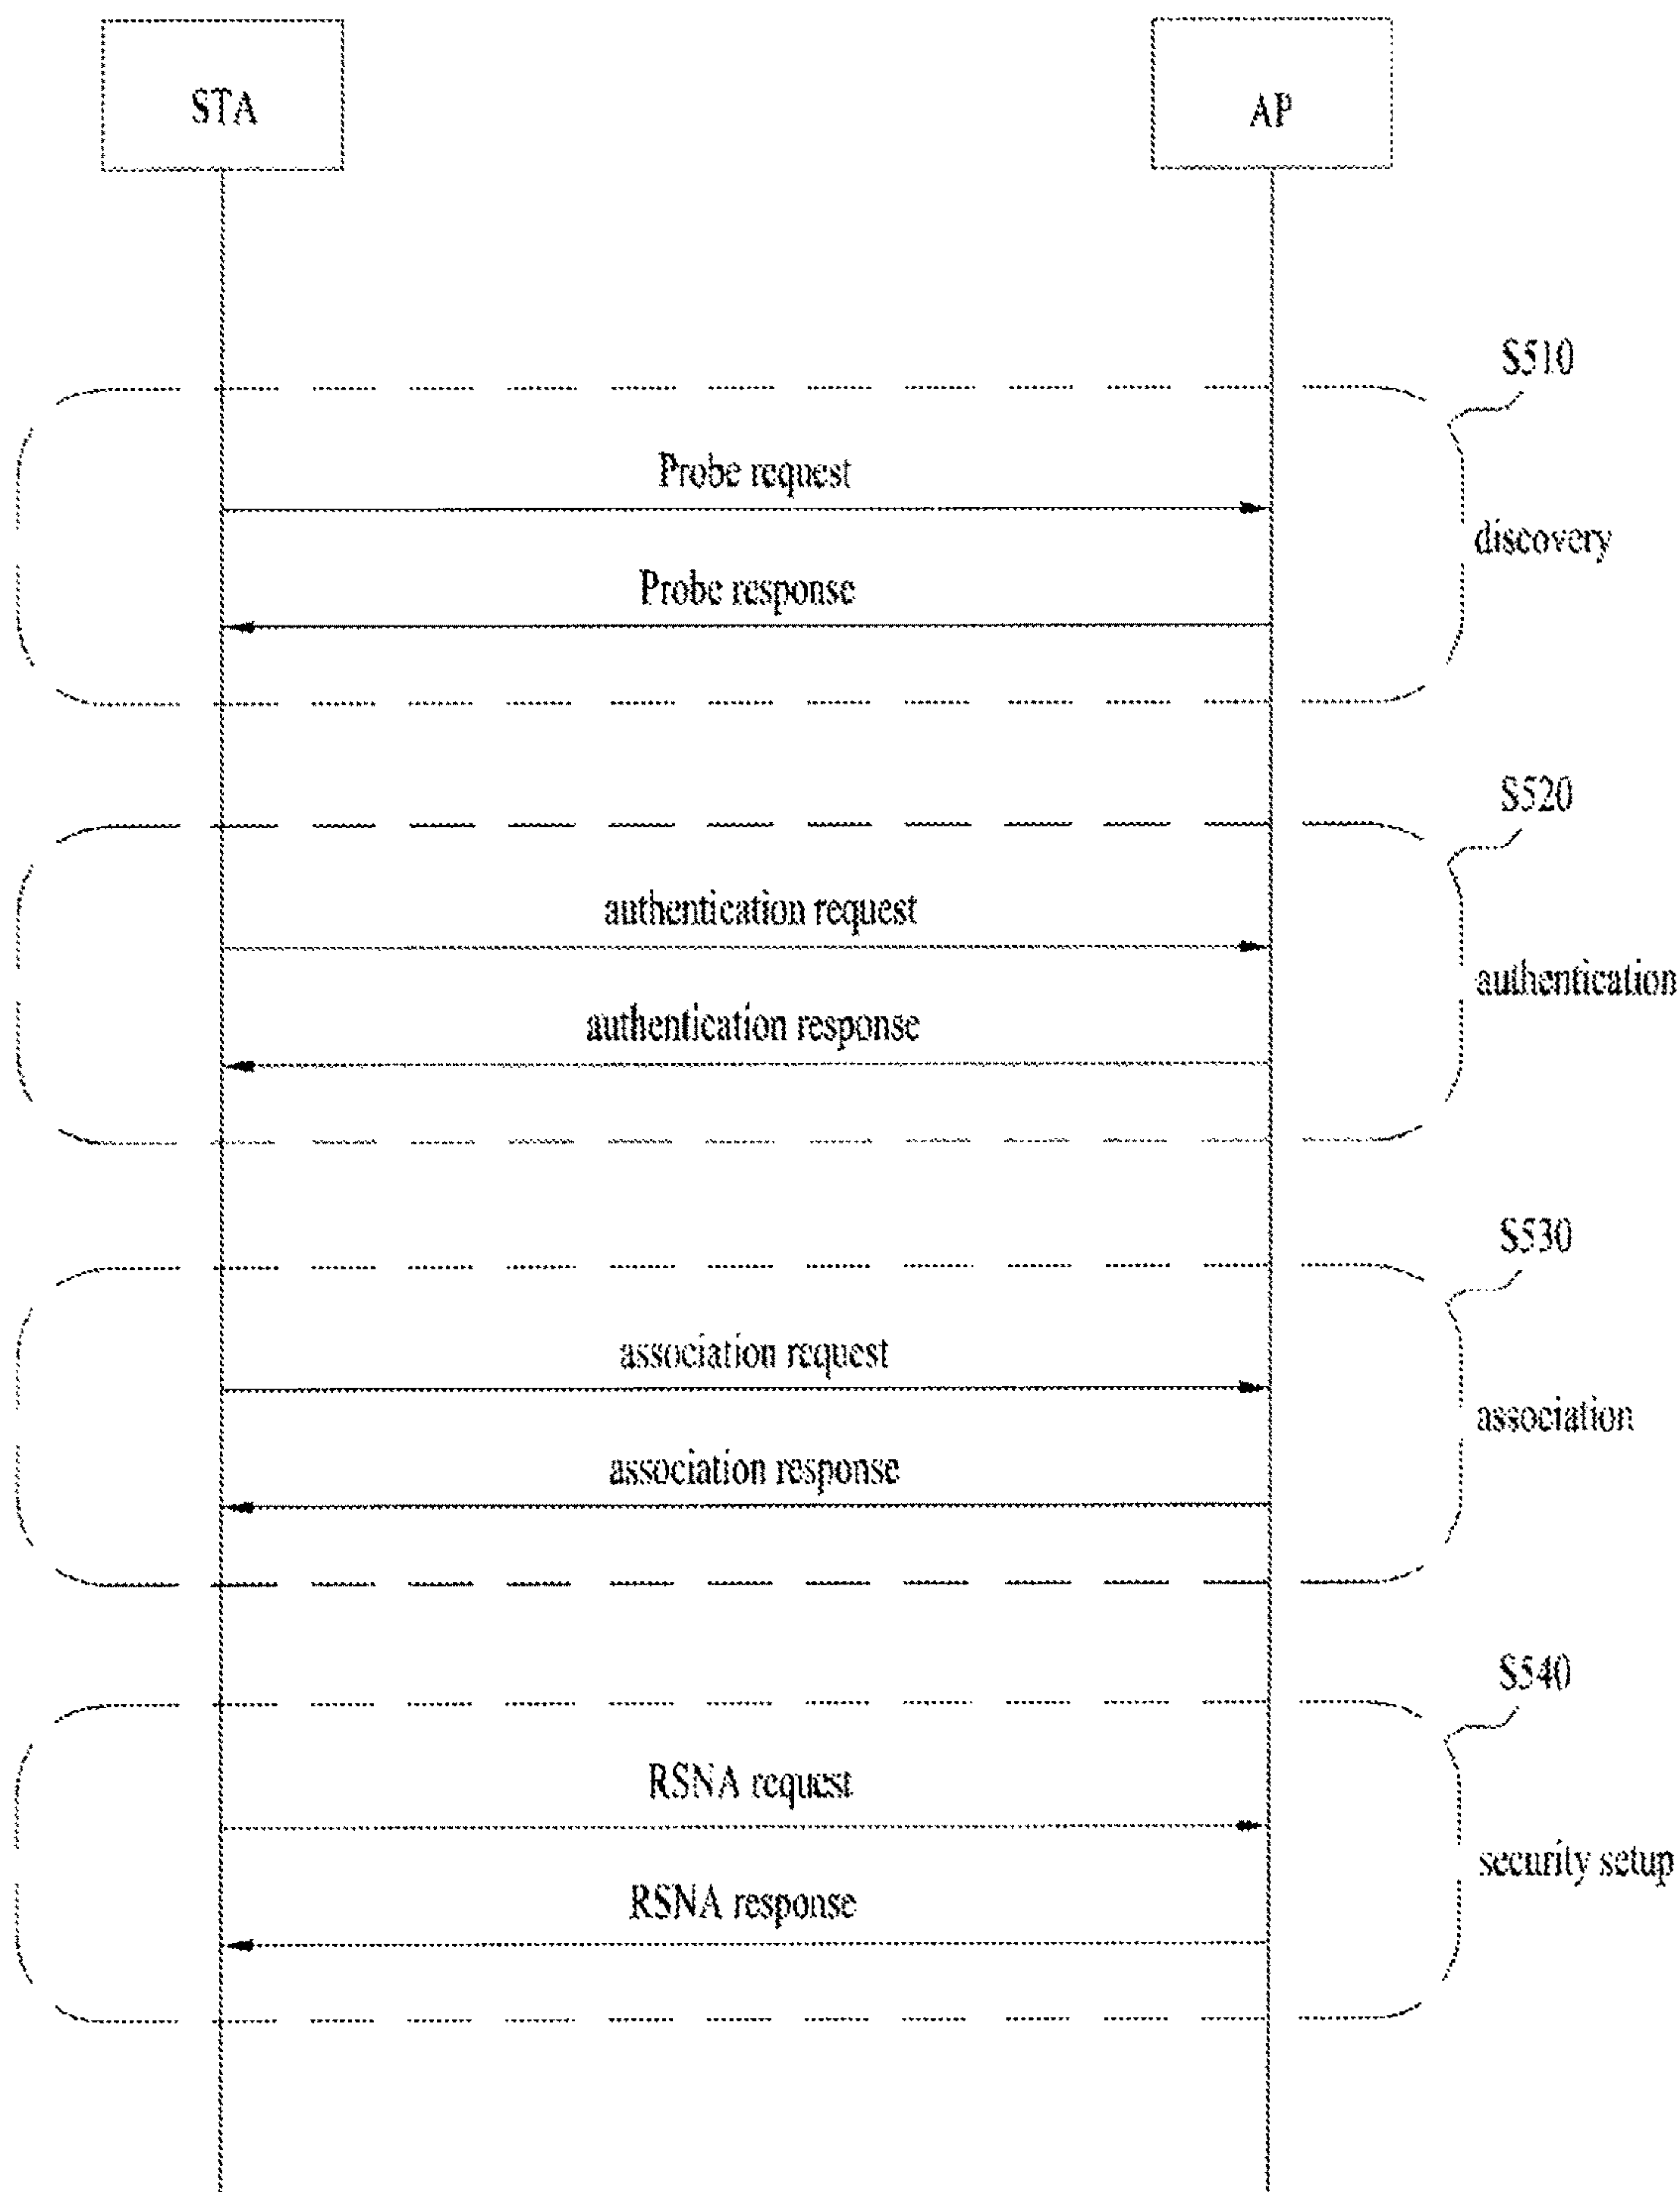 STA
AP
S510
Probe request
discovery
Probe response
S520
authentication request
authentication
authentication response
S530
association request
association
association response
S540
RSNA request
security setup
RSNA response